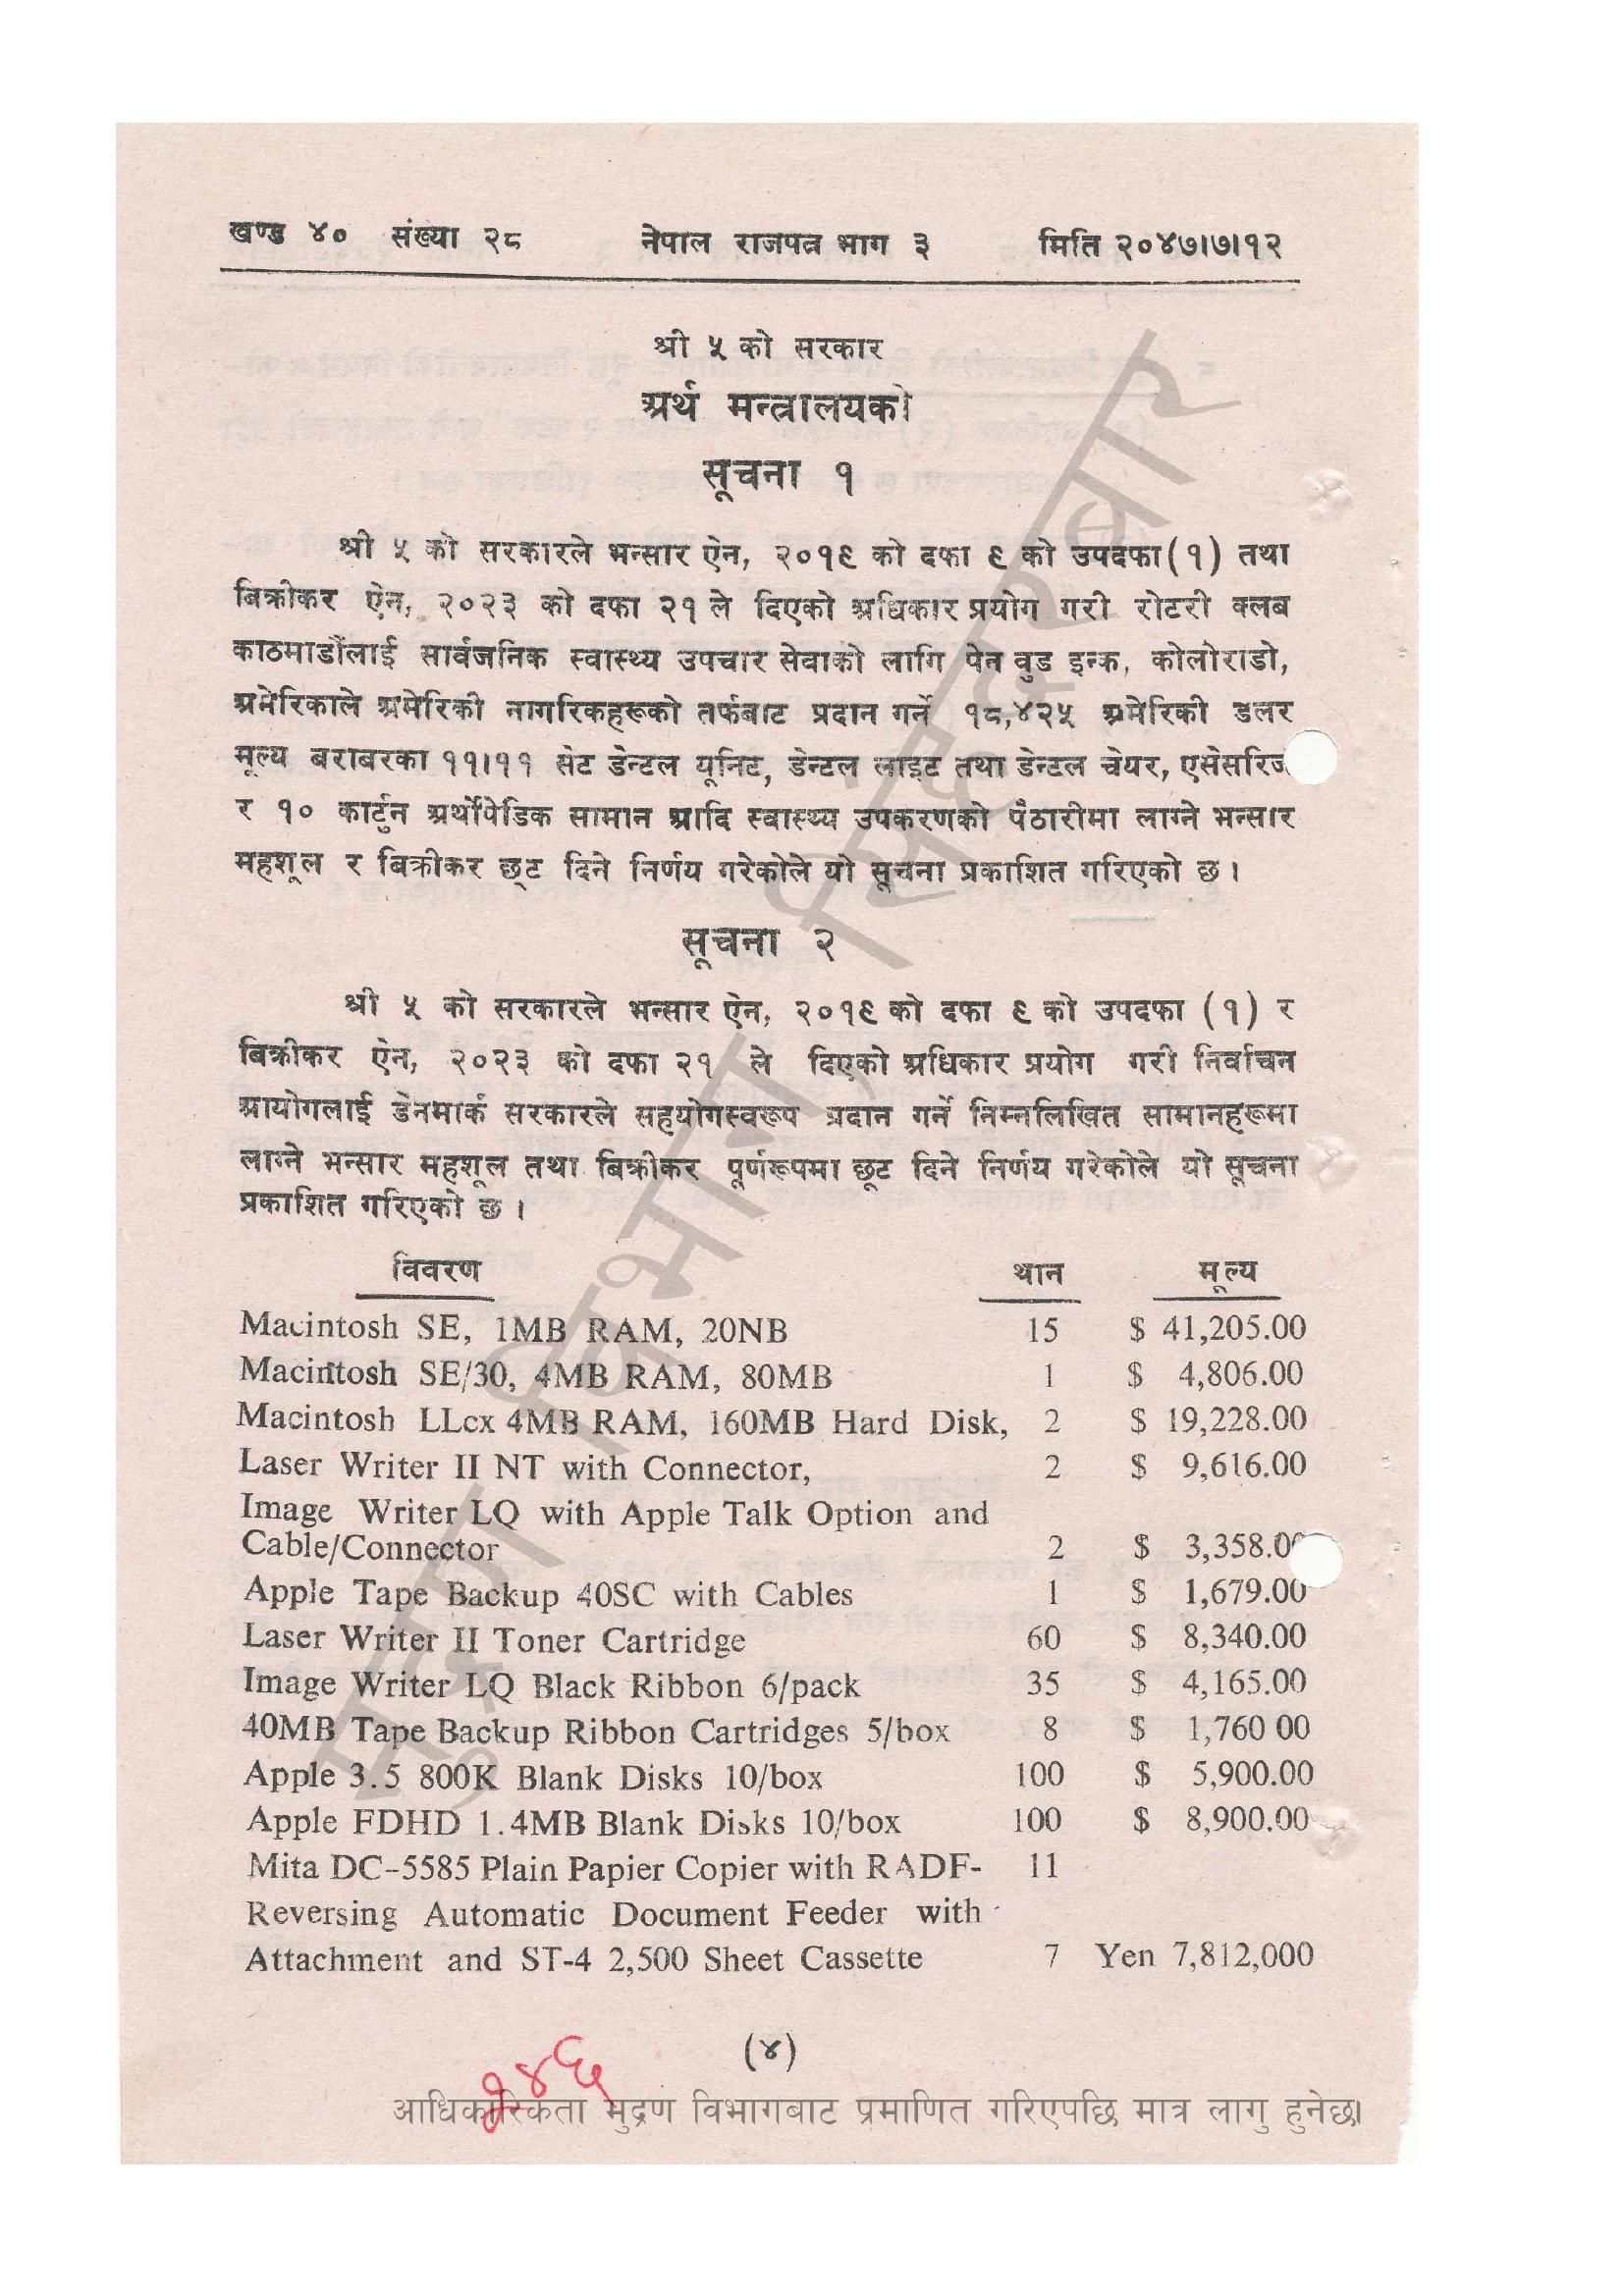 खण्ड ४० संख्या २८ नेपाल राजपत्र भाग ३ मिति २०४७।७।१२
श्री ५ को सरकार
अर्थ मन्त्रालयको
सूचना १
श्री ५ को सरकारले भन्सार ऐन, २०१९ को दफा ९ को उपदफा(१) तथा
बिक्रीकर ऐन, २०२३ को दफा २१ ले दिएको अधिकार प्रयोग गरी रोटरी क्लब
काठमाडौंलाई सार्वजनिक स्वास्थ्य उपचार सेवाको लागि पेन वुड इन्क, कोलोराडो,
अमेरिकाले अमेरिकी नागरिकहरूको तर्फबाट प्रदान गर्ने १८,४२५ अमेरिकी डलर
मूल्य बराबरका ११।११ सेट डेन्टल यूनिट, डेन्टल लाइट तथा डेन्टल चेयर, एसेसरिज
र १० कार्टुन अर्थोपेडिक सामान आदि स्वास्थ्य उपकरणको पैठारीमा लाग्ने भन्सार
महशूल र बिक्रीकर छूट दिने निर्णय गरेकोले यो सूचना प्रकाशित गरिएको छ ।
सूचना २
श्री ५ को सरकारले भन्सार ऐन, २०१९ को दफा ९ को उपदफा (१) र
बिक्रीकर ऐन, २०२३ को दफा २१ ले दिएको अधिकार प्रयोग गरी निर्वाचन
आयोगलाई डेनमार्क सरकारले सहयोगस्वरूप प्रदान गर्ने निम्नलिखित सामानहरूमा
लाग्ने भन्सार महशूल तथा बिक्रीकर पूर्णरूपमा छूट दिने निर्णय गरेकोले यो सूचना
प्रकाशित गरिएको छ ।
विवरण थान मूल्य
Macintosh SE, 1MB RAM, 20NB 15 $ 41,205.00
Macintosh SE/30, 4MB RAM, 80MB 1 $ 4,806.00
Macintosh LLcx 4MB RAM, 160MB Hard Disk, 2 $ 19,228.00
Laser Writer II NT with Connector, 2 $ 9,616.00
Image Writer LQ with Apple Talk Option and
Cable/Connector 2 $ 3,358.00
Apple Tape Backup 40SC with Cables 1 $ 1,679.00
Laser Writer II Toner Cartridge 60 $ 8,340.00
Image Writer LQ Black Ribbon 6/pack 35 $ 4,165.00
40MB Tape Backup Ribbon Cartridges 5/box 8 $ 1,760 00
Apple 3.5 800K Blank Disks 10/box 100 $ 5,900.00
Apple FDHD 1.4MB Blank Disks 10/box 100 $ 8,900.00
Mita DC-5585 Plain Papier Copier with RADF- 11
Reversing Automatic Document Feeder with
Attachment and ST-4 2,500 Sheet Cassette 7 Yen 7,812,000
(४)
२४६
आधिकारिकता मुद्रण विभागबाट प्रमाणित गरिएपछि मात्र लागु हुनेछ।
मुद्रण विभाग, सिंहदरबार